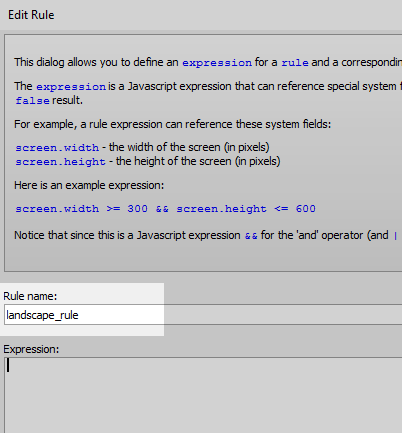 Edit Rule
This dialog allows you to define an expression for a rule and a
The expression is a Javascript expression that can reference special system
false result.
For example, a rule expression can reference these system fields:
screen.width - the width of the screen (in pixels)
screen.height - the height of the screen (in pixels)
Here is an example expression:
screen.width >= 300 && screen.height <= 600
Notice that since this is a Javascript expression && for the 'and' operator (and |
Rule name:
landscape_rule
Expression: